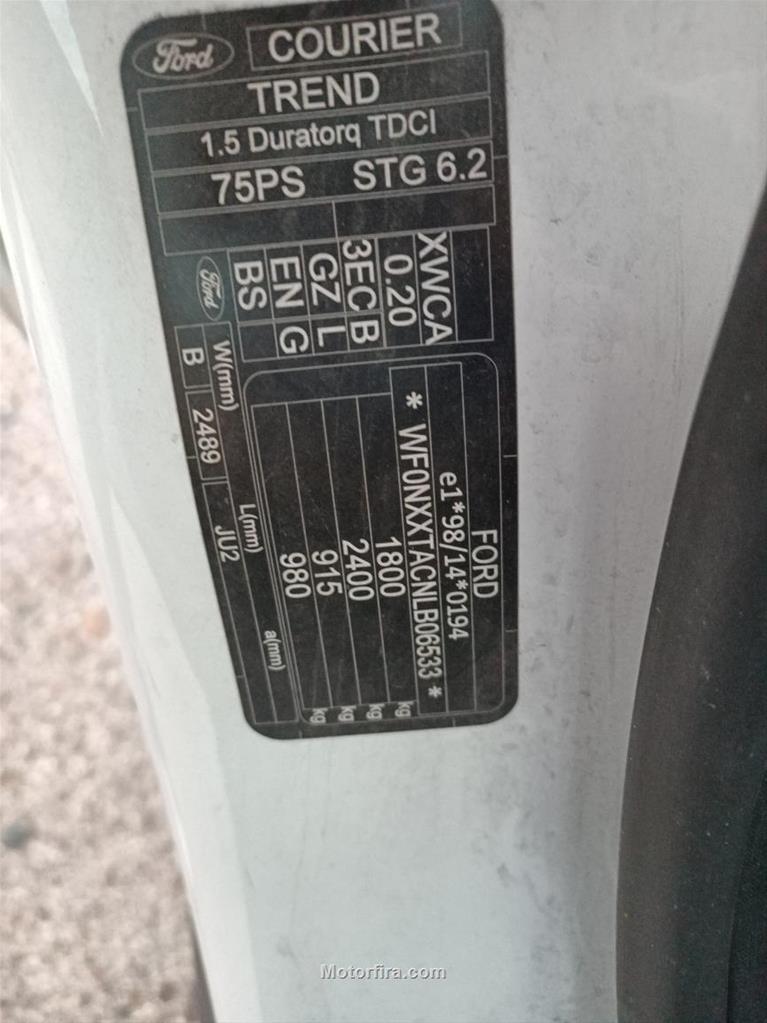 Ford
COURIER
TREND
1.5 Duratorq TDCI
75PS STG 6.2
XWCA
0.20
3EC B
GZ L
EN G
BS
Ford
FORD
e1*98/14*0194
* WF0NXXTACNLB06533 *
1800 kg
2400 kg
915 kg
980 kg
W(mm) L(mm) a(mm)
B 2489 JU2
Motorfira.com